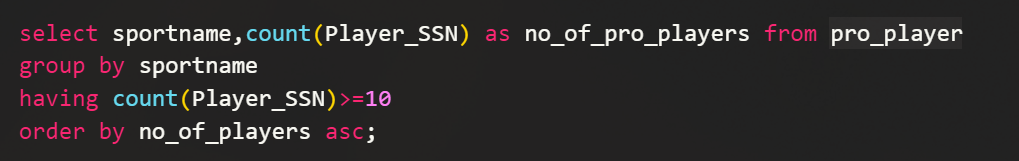 select sportname,count(Player_SSN) as no_of_pro_players from pro_player
group by sportname
having count(Player_SSN)>=10
order by no_of_players asc;